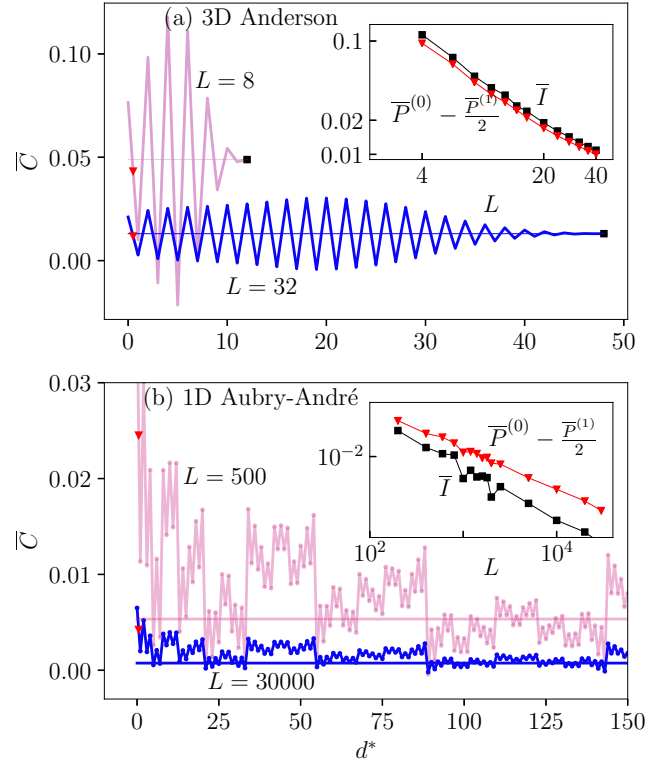 (a) 3D Anderson
0.10
0.05
0.00
C̅
L = 8
L = 32
0 10 20 30 40 50
0.1
0.02
0.01
P̅⁽⁰⁾ − P̅⁽¹⁾/2
I̅
4 20 40
L
(b) 1D Aubry-André
0.03
0.02
0.01
0.00
C̅
L = 500
L = 30000
0 25 50 75 100 125 150
d*
10⁻²
P̅⁽⁰⁾ − P̅⁽¹⁾/2
I̅
10² 10⁴
L